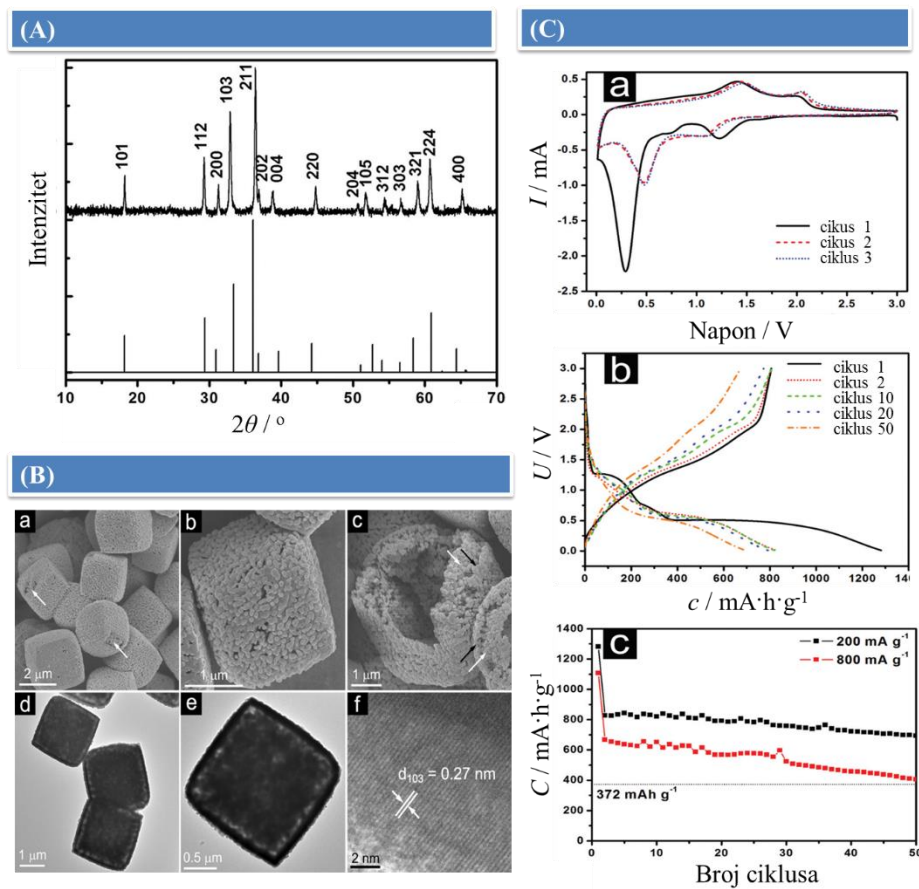 (A)
Intenzitet
101
112
200
103
211
202
004
220
204
105
312
303
321
224
400
10 20 30 40 50 60 70
2θ / °
(B)
a
2 µm
b
1 µm
c
1 µm
d
1 µm
e
0.5 µm
f
d103 = 0.27 nm
2 nm
(C)
a
I / mA
0.5
0.0
-0.5
-1.0
-1.5
-2.0
-2.5
cikus 1
cikus 2
ciklus 3
0.0 0.5 1.0 1.5 2.0 2.5 3.0
Napon / V
b
U / V
3.0
2.5
2.0
1.5
1.0
0.5
0.0
cikus 1
cikus 2
ciklus 10
ciklus 20
ciklus 50
0 200 400 600 800 1000 1200 1400
c / mA·h·g-1
c
C / mA·h·g-1
1400
1200
1000
800
600
400
200
0
200 mA g-1
800 mA g-1
372 mAh g-1
0 10 20 30 40 50
Broj ciklusa